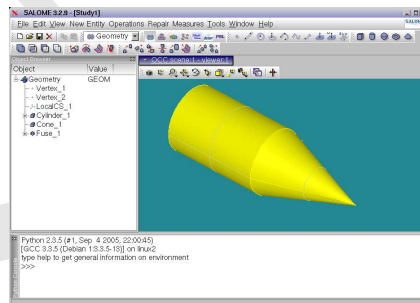 SALOME 3.2.9 - [Study1]
File Edit View New Entity Operations Repair Measures Tools Window Help
SALOME
Geometry
Object Browser
Object Value
Geometry GEOM
Vertex_1
Vertex_2
LocalCS_1
Cylinder_1
Cone_1
Fuse_1
OCC scene:1 - viewer:1
Python 2.3.5 (#1, Sep 4 2005, 22:00:45)
[GCC 3.3.5 (Debian 1:3.3.5-13)] on linux2
type help to get general information on environment
>>>